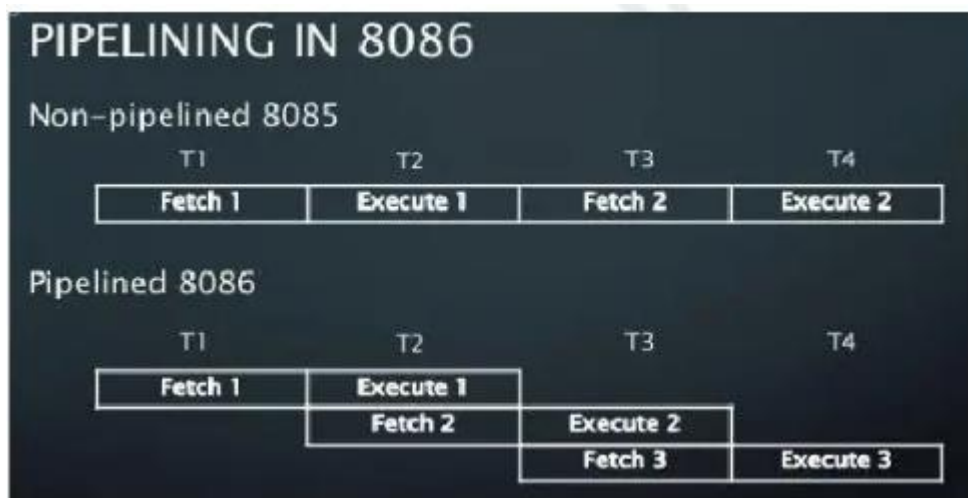 PIPELINING IN 8086
Non-pipelined 8085
T1 T2 T3 T4
Fetch 1 Execute 1 Fetch 2 Execute 2
Pipelined 8086
T1 T2 T3 T4
Fetch 1 Execute 1
Fetch 2 Execute 2
Fetch 3 Execute 3